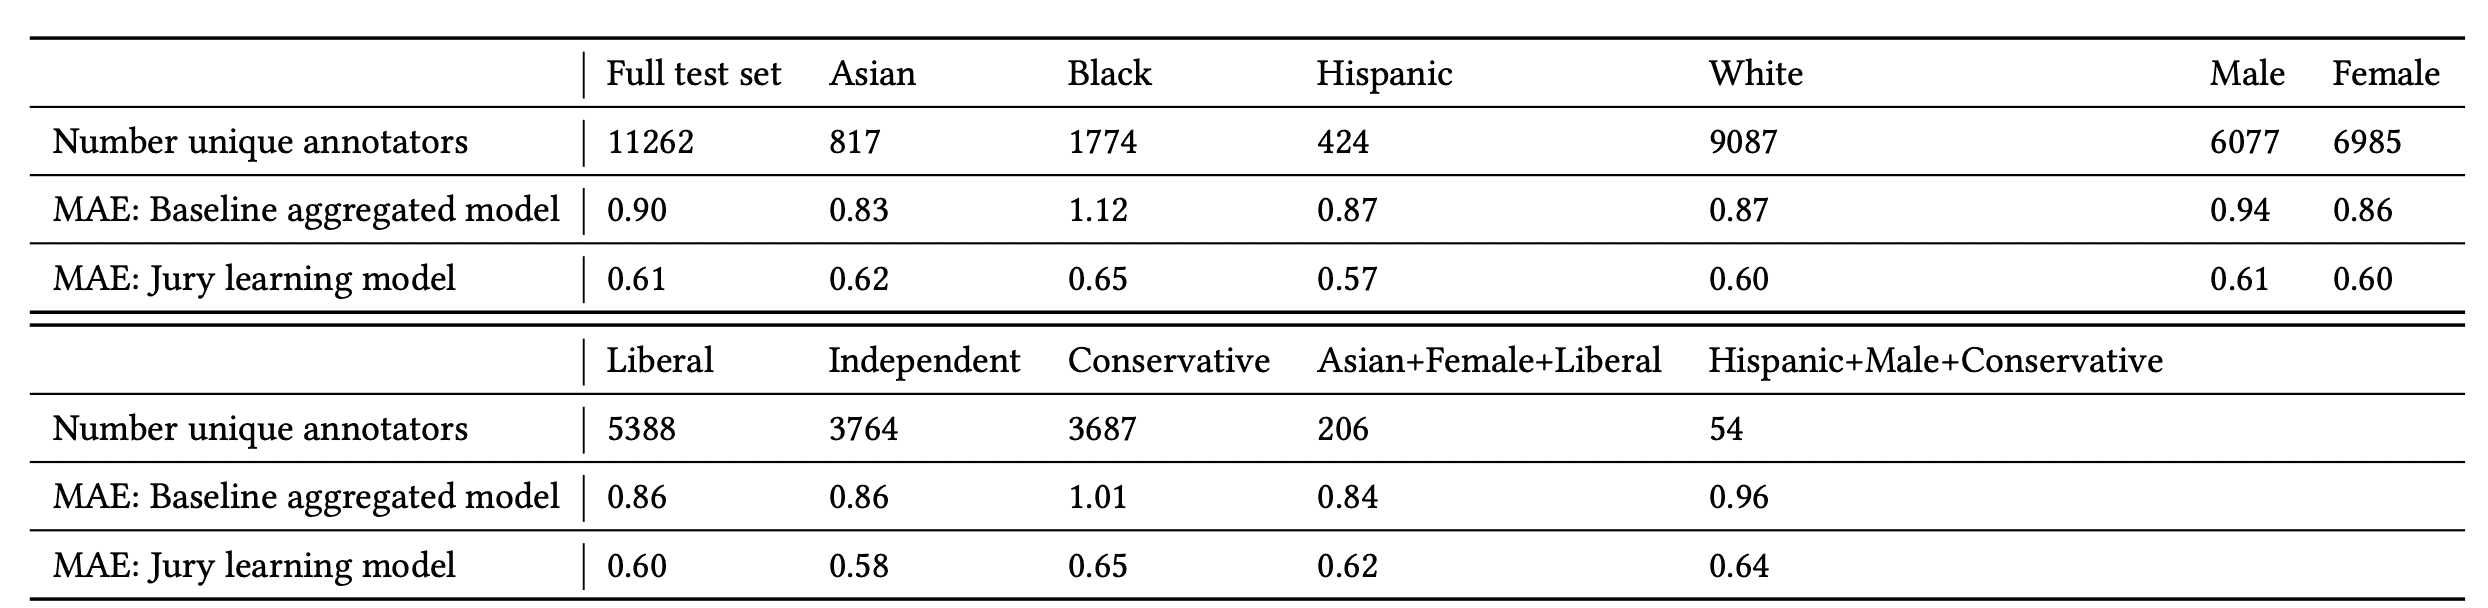 Full test set Asian Black Hispanic White Male Female
Number unique annotators 11262 817 1774 424 9087 6077 6985
MAE: Baseline aggregated model 0.90 0.83 1.12 0.87 0.87 0.94 0.86
MAE: Jury learning model 0.61 0.62 0.65 0.57 0.60 0.61 0.60
Liberal Independent Conservative Asian+Female+Liberal Hispanic+Male+Conservative
Number unique annotators 5388 3764 3687 206 54
MAE: Baseline aggregated model 0.86 0.86 1.01 0.84 0.96
MAE: Jury learning model 0.60 0.58 0.65 0.62 0.64